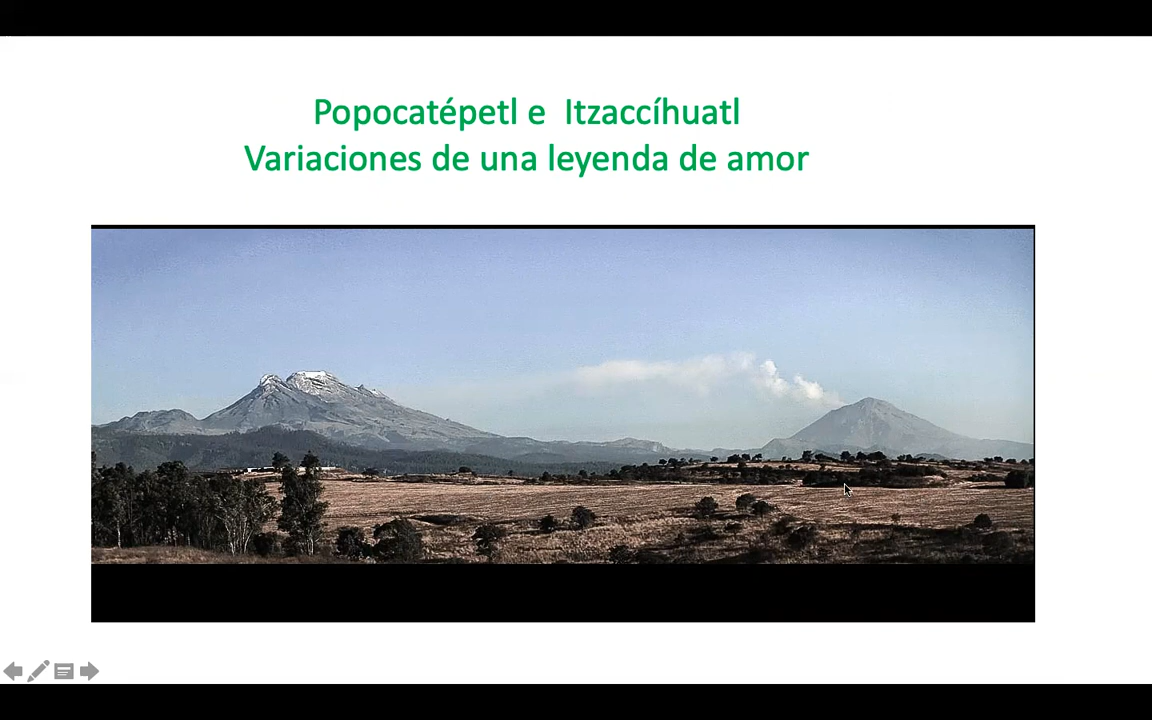 Popocatépetl e Itzaccíhuatl
Variaciones de una leyenda de amor